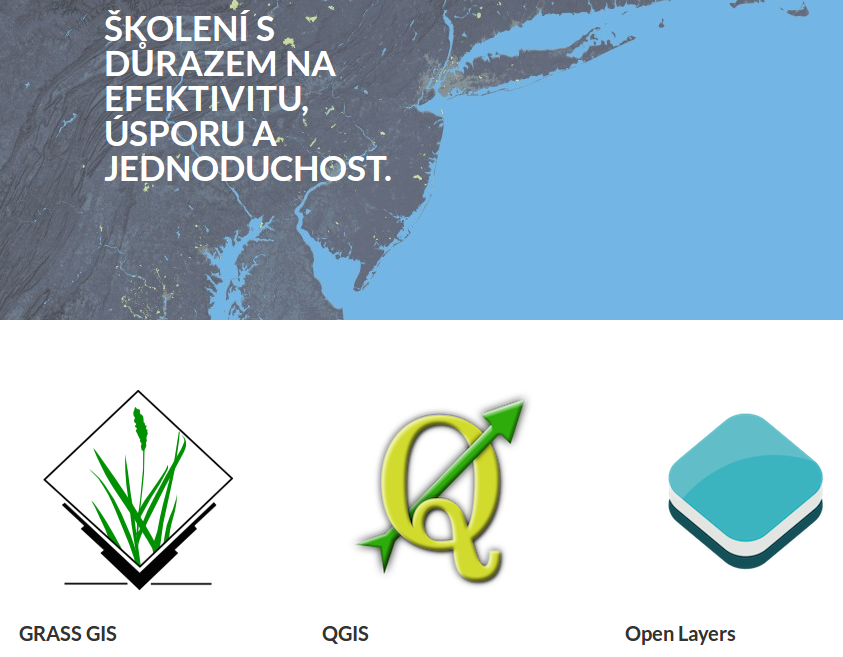 ŠKOLENÍ S
DŮRAZEM NA
EFEKTIVITU,
ÚSPORU A
JEDNODUCHOST.
GRASS GIS
QGIS
Open Layers